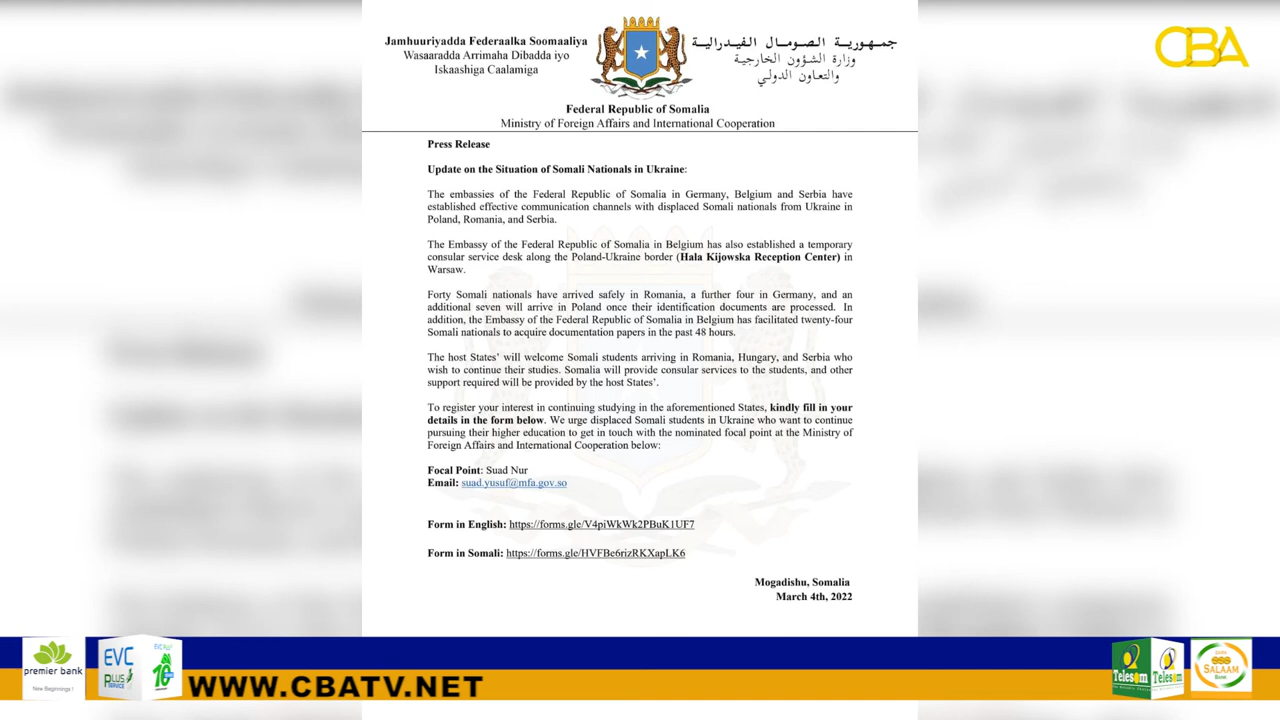 Jamhuuriyadda Federaalka Soomaaliya
Wasaaradda Arrimaha Dibadda iyo
Iskaashiga Caalamiga
جمهورية الصومال الفيدرالية
وزارة الشؤون الخارجية
والتعاون الدولي
CBA
Federal Republic of Somalia
Ministry of Foreign Affairs and International Cooperation
Press Release
Update on the Situation of Somali Nationals in Ukraine:
The embassies of the Federal Republic of Somalia in Germany, Belgium and Serbia have
established effective communication channels with displaced Somali nationals from Ukraine in
Poland, Romania, and Serbia.
The Embassy of the Federal Republic of Somalia in Belgium has also established a temporary
consular service desk along the Poland-Ukraine border (Hala Kijowska Reception Center) in
Warsaw.
Forty Somali nationals have arrived safely in Romania, a further four in Germany, and an
additional seven will arrive in Poland once their identification documents are processed. In
addition, the Embassy of the Federal Republic of Somalia in Belgium has facilitated twenty-four
Somali nationals to acquire documentation papers in the past 48 hours.
The host States' will welcome Somali students arriving in Romania, Hungary, and Serbia who
wish to continue their studies. Somalia will provide consular services to the students, and other
support required will be provided by the host States'.
To register your interest in continuing studying in the aforementioned States, kindly fill in your
details in the form below. We urge displaced Somali students in Ukraine who want to continue
pursuing their higher education to get in touch with the nominated focal point at the Ministry of
Foreign Affairs and International Cooperation below:
Focal Point: Suad Nur
Email: suad.yusuf@mfa.gov.so
Form in English: https://forms.gle/V4piWkWk2PBuK1UF7
Form in Somali: https://forms.gle/HVFBe6rizRKXapLK6
Mogadishu, Somalia
March 4th, 2022
premier bank
New Beginnings !
EVC
PLUS
SERVICE
EVC
10
WWW.CBATV.NET
Telesom
Telesom
SALAAM
BANK